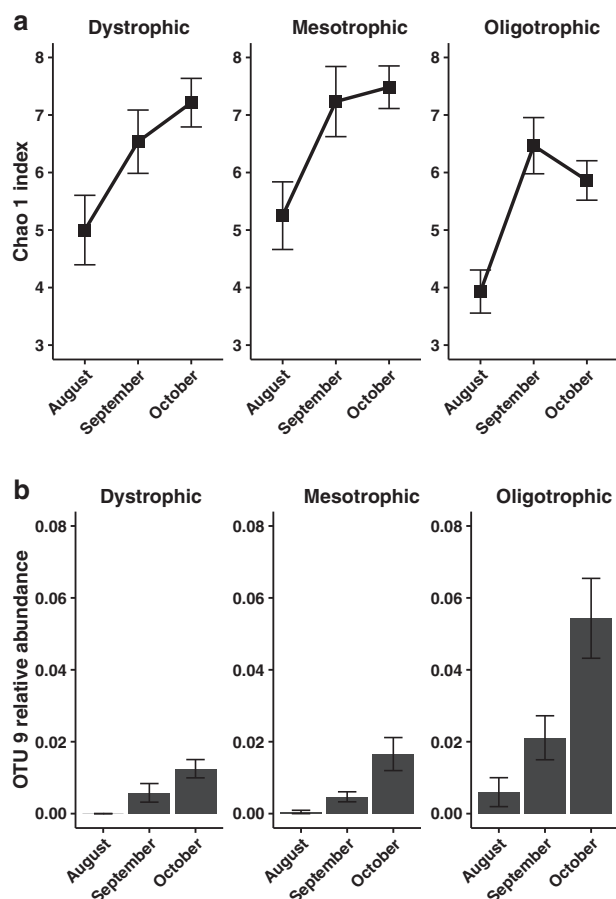 a
Dystrophic Mesotrophic Oligotrophic
Chao 1 index
8 8 8
7 7 7
6 6 6
5 5 5
4 4 4
3 3 3
August September October August September October August September October
b
Dystrophic Mesotrophic Oligotrophic
OTU 9 relative abundance
0.08 0.08 0.08
0.06 0.06 0.06
0.04 0.04 0.04
0.02 0.02 0.02
0.00 0.00 0.00
August September October August September October August September October